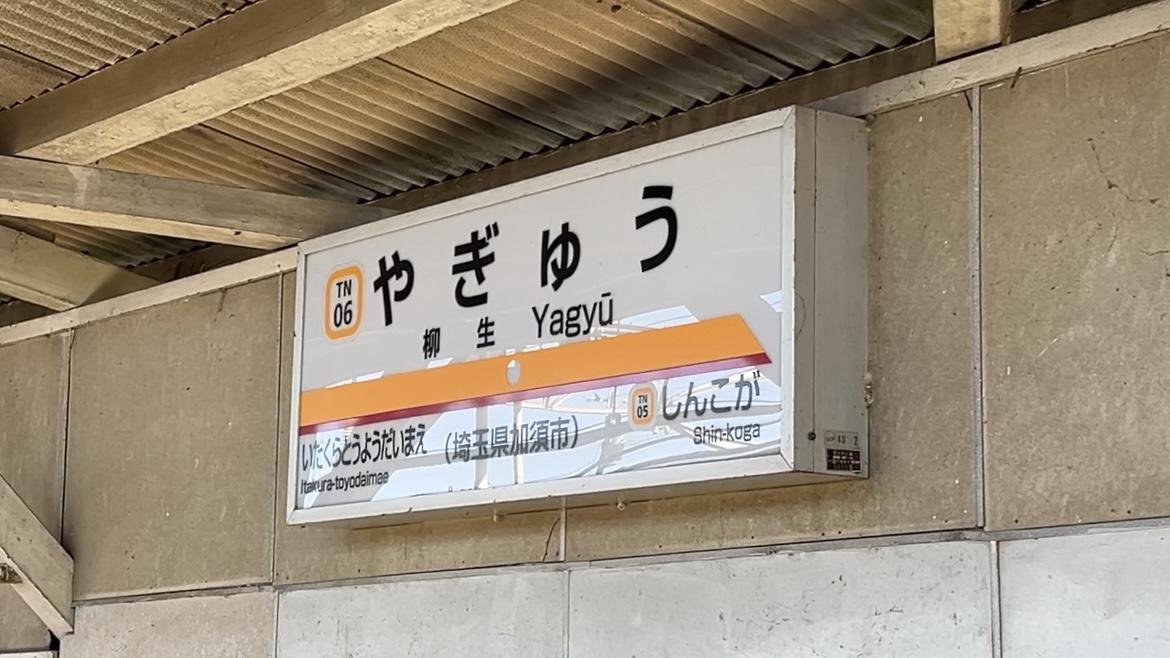 TN
06
やぎゅう
柳生 Yagyū
いたくらとうようだいまえ
Itakura-toyodaimae
(埼玉県加須市)
TN
05
しんこが
Shin-koga